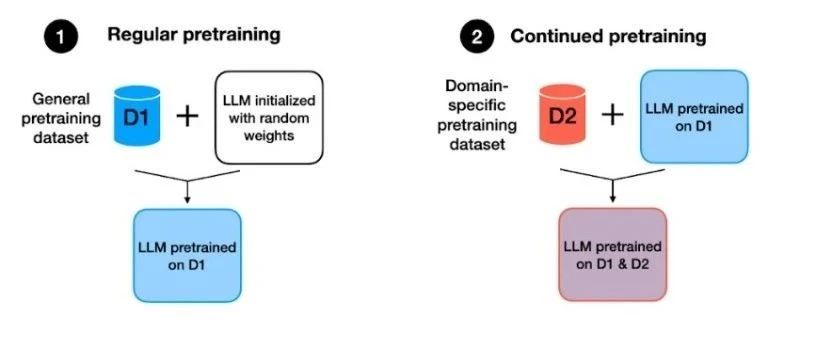 1 Regular pretraining
General
pretraining
dataset
D1
+
LLM initialized
with random
weights
LLM pretrained
on D1
2 Continued pretraining
Domain-
specific
pretraining
dataset
D2
+
LLM pretrained
on D1
LLM pretrained
on D1 & D2